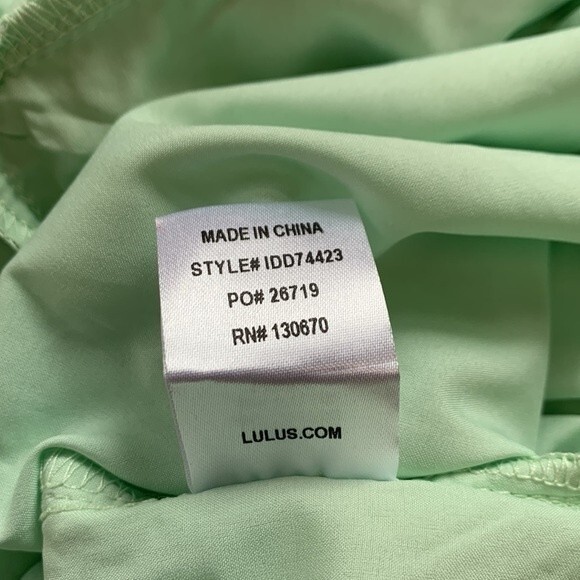 MADE IN CHINA
STYLE# IDD74423
PO# 26719
RN# 130670
LULUS.COM